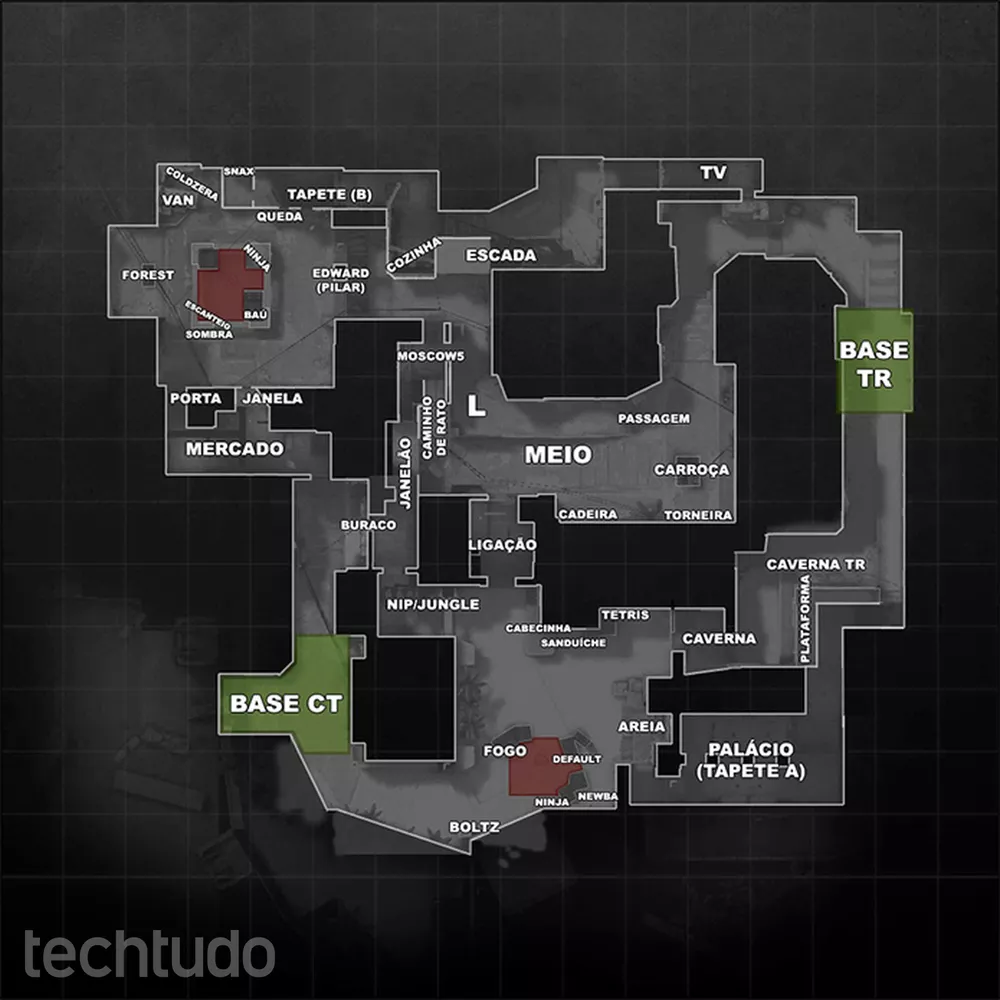 TV
COLDZERA
SNAX
VAN
TAPETE (B)
QUEDA
COZINHA
ESCADA
NINJA
FOREST
EDWARD
(PILAR)
ESCANTEIO
BAÚ
SOMBRA
BASE
TR
MOSCOW5
PORTA
JANELA
L
CAMINHO
DE RATO
PASSAGEM
MERCADO
JANELÃO
MEIO
CARROÇA
BURACO
CADEIRA
TORNEIRA
LIGAÇÃO
CAVERNA TR
NIP/JUNGLE
TETRIS
PLATAFORMA
CABECINHA
SANDUÍCHE
CAVERNA
BASE CT
AREIA
FOGO
DEFAULT
PALÁCIO
(TAPETE A)
NINJA
NEWBA
BOLTZ
techtudo